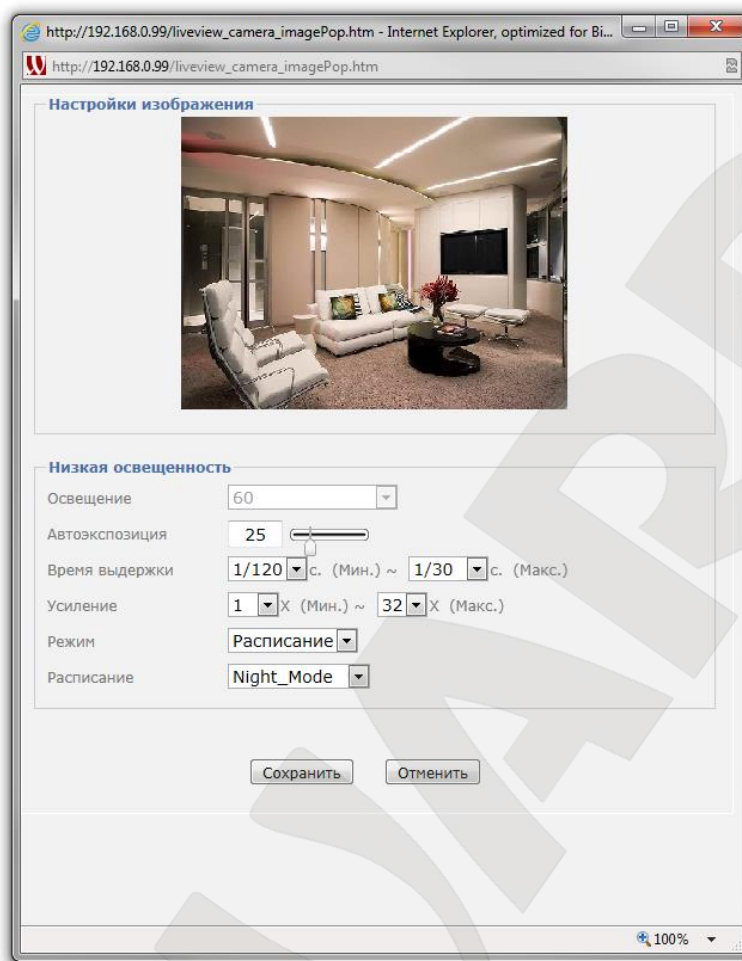 http://192.168.0.99/liveview_camera_imagePop.htm - Internet Explorer, optimized for Bi...
http://192.168.0.99/liveview_camera_imagePop.htm
Настройки изображения
Низкая освещенность
Освещение 60
Автоэкспозиция 25
Время выдержки 1/120 с. (Мин.) ~ 1/30 с. (Макс.)
Усиление 1 X (Мин.) ~ 32 X (Макс.)
Режим Расписание
Расписание Night_Mode
Сохранить Отменить
100%